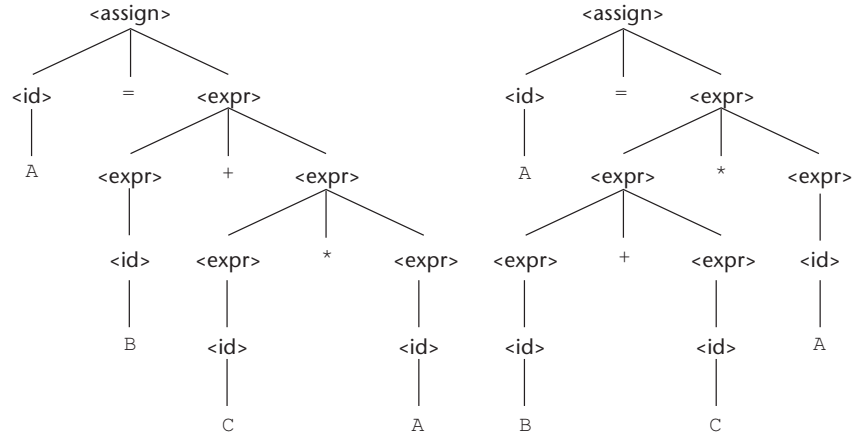 <assign> <assign>
<id> = <expr> <id> = <expr>
A <expr> + <expr> A <expr> * <expr>
<id> <expr> * <expr> <expr> + <expr> <id>
B <id> <id> <id> <id> A
C A B C